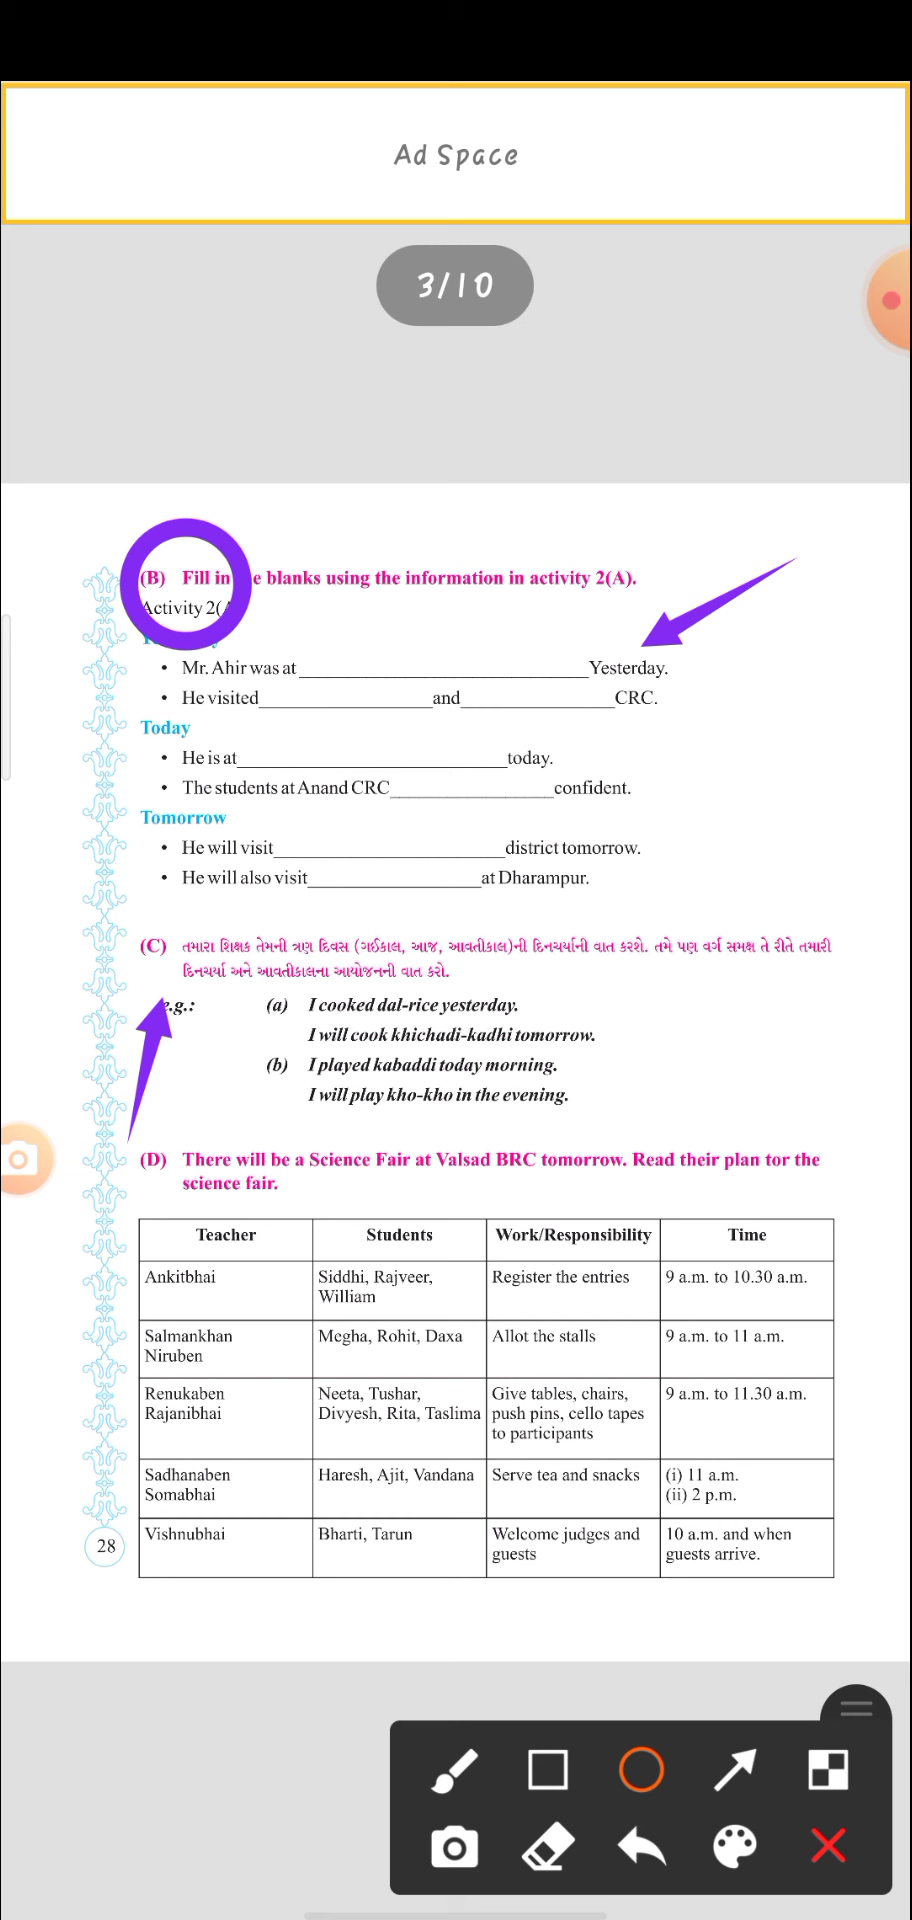 Ad Space
3/10
(B) Fill in e blanks using the information in activity 2(A).
Activity 2(
• Mr. Ahir was at ____________________ Yesterday.
• He visited ____________________ and ____________________ CRC.
Today
• He is at ____________________ today.
• The students at Anand CRC ____________________ confident.
Tomorrow
• He will visit ____________________ district tomorrow.
• He will also visit ____________________ at Dharampur.
(C) તમારા શિક્ષક તેમની ત્રણ દિવસ (ગઈકાલ, આજ, આવતીકાલ)ની દિનચર્યાની વાત કરશે. તમે પણ વર્ગ સમક્ષ તે રીતે તમારી
દિનચર્યા અને આવતીકાલના આયોજનની વાત કરો.
e.g.: (a) I cooked dal-rice yesterday.
I will cook khichadi-kadhi tomorrow.
(b) I played kabaddi today morning.
I will play kho-kho in the evening.
(D) There will be a Science Fair at Valsad BRC tomorrow. Read their plan tor the
science fair.
Teacher Students Work/Responsibility Time
Ankitbhai Siddhi, Rajveer, Register the entries 9 a.m. to 10.30 a.m.
William
Salmankhan Megha, Rohit, Daxa Allot the stalls 9 a.m. to 11 a.m.
Niruben
Renukaben Neeta, Tushar, Give tables, chairs, 9 a.m. to 11.30 a.m.
Rajanibhai Divyesh, Rita, Taslima push pins, cello tapes
to participants
Sadhanaben Haresh, Ajit, Vandana Serve tea and snacks (i) 11 a.m.
Somabhai (ii) 2 p.m.
Vishnubhai Bharti, Tarun Welcome judges and 10 a.m. and when
guests guests arrive.
28